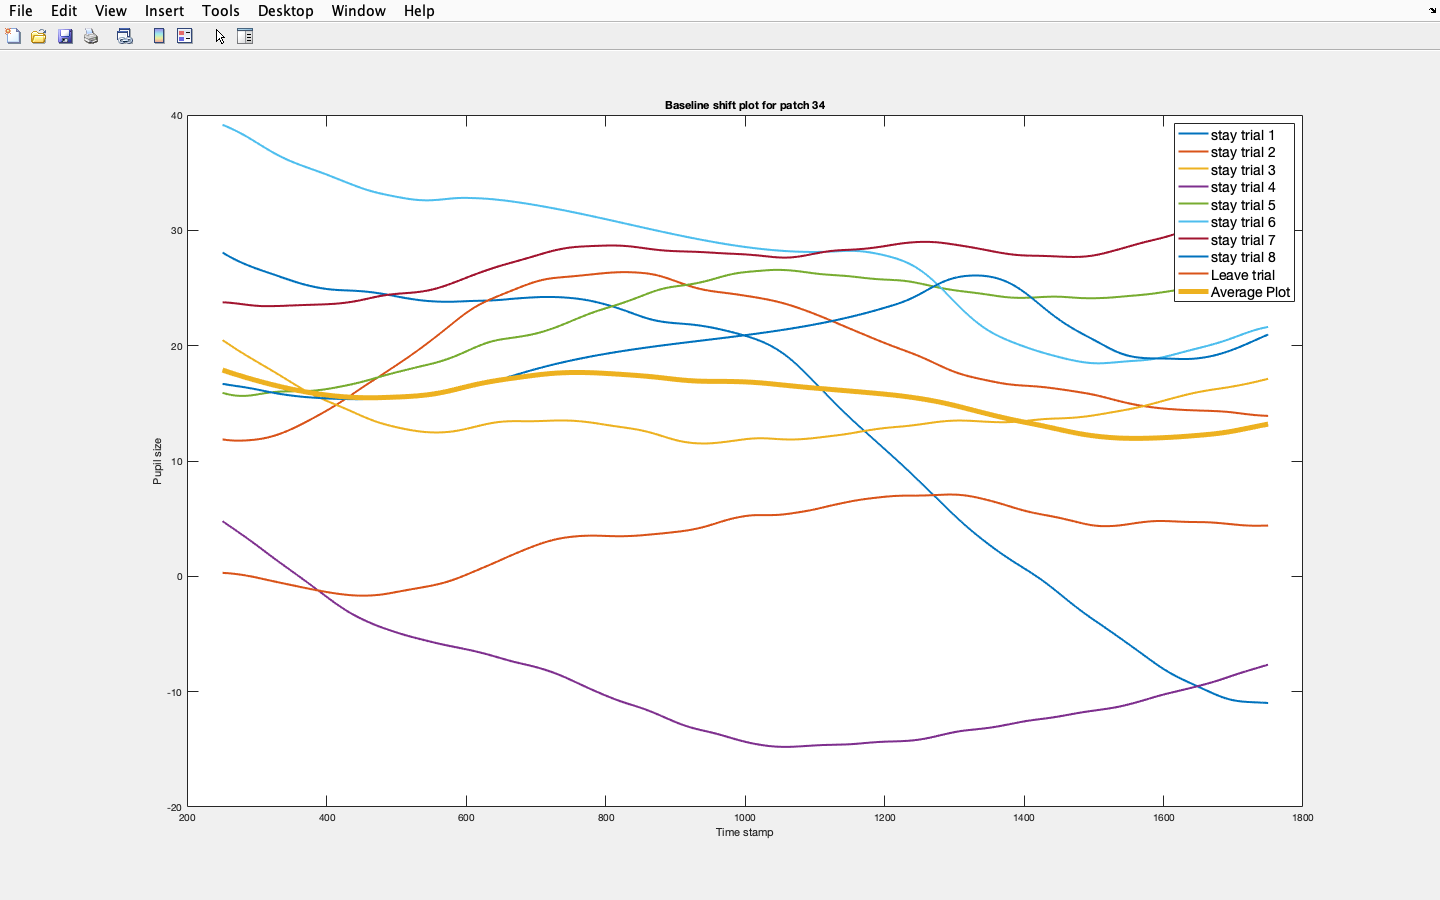 File Edit View Insert Tools Desktop Window Help
Baseline shift plot for patch 34
40
30
20
10
0
-10
-20
Pupil size
stay trial 1
stay trial 2
stay trial 3
stay trial 4
stay trial 5
stay trial 6
stay trial 7
stay trial 8
Leave trial
Average Plot
200 400 600 800 1000 1200 1400 1600 1800
Time stamp